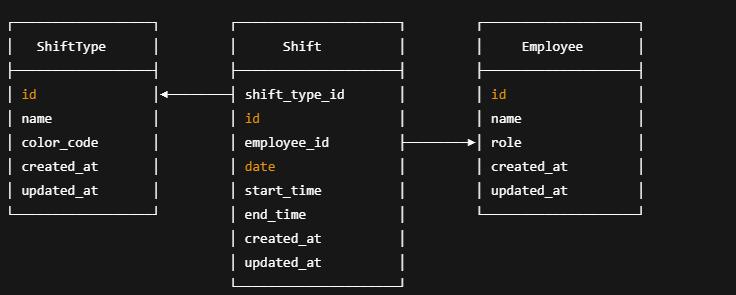 ShiftType
id
name
color_code
created_at
updated_at
Shift
shift_type_id
id
employee_id
date
start_time
end_time
created_at
updated_at
Employee
id
name
role
created_at
updated_at